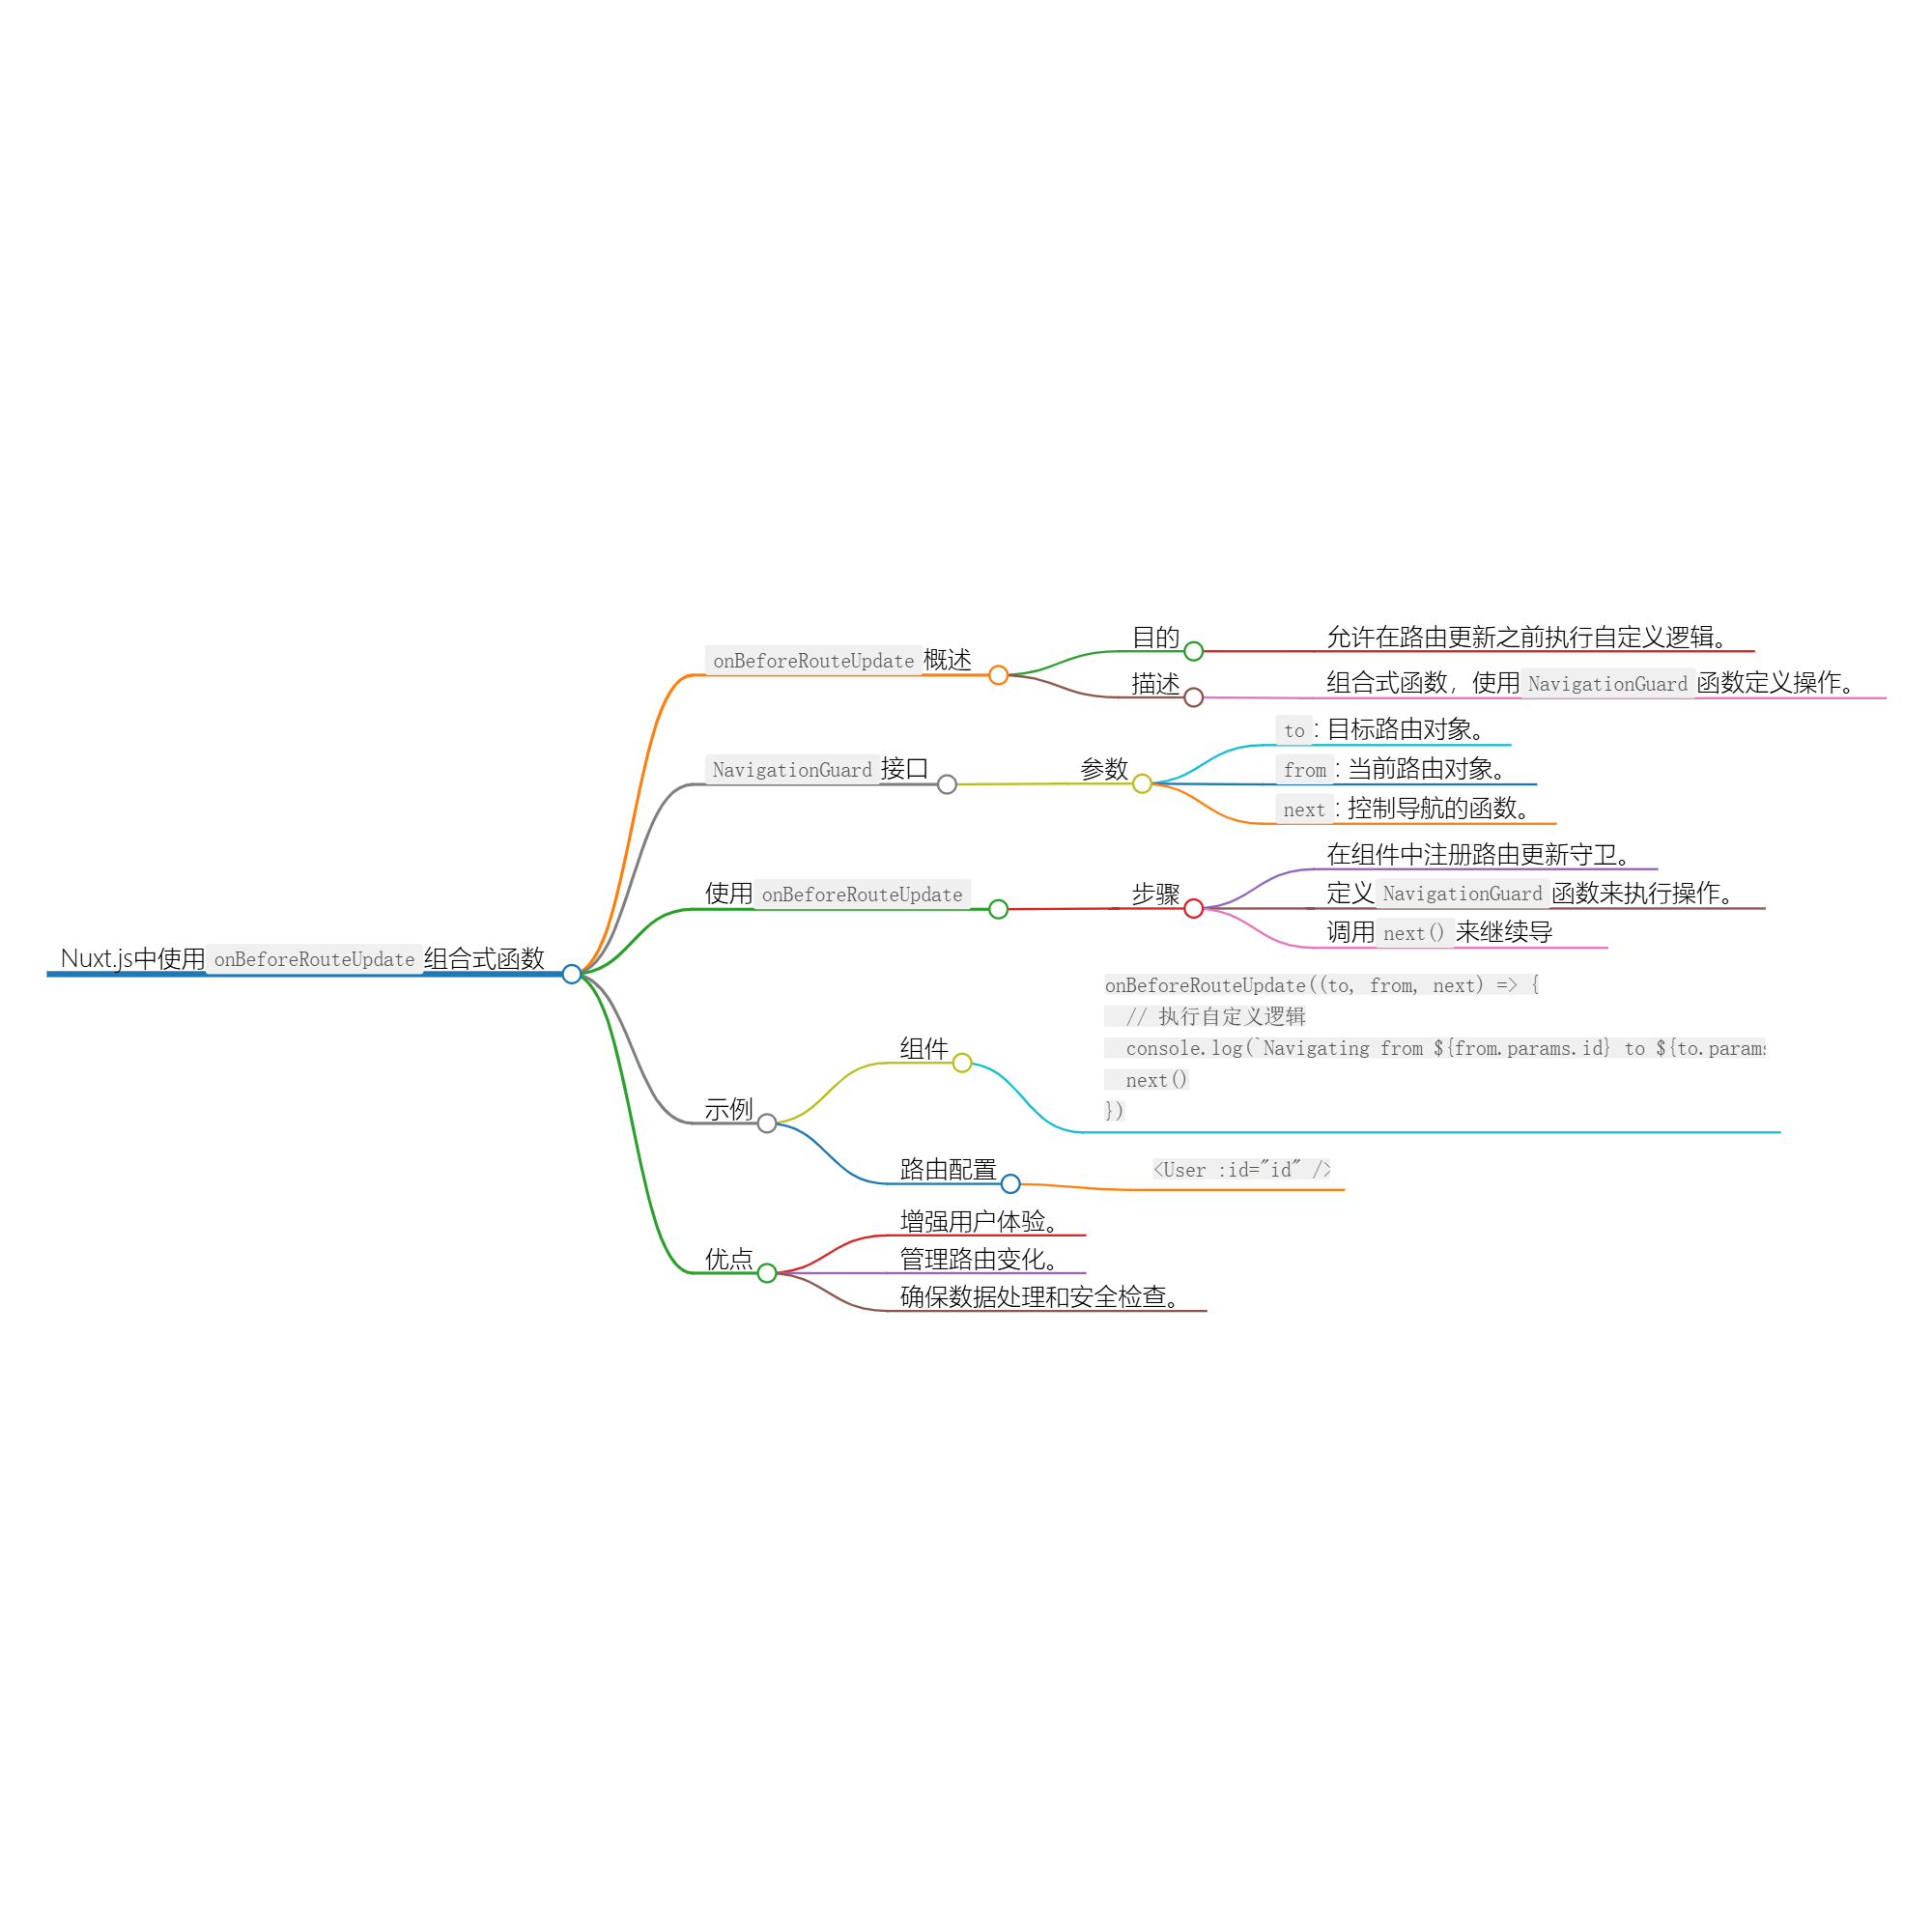 Nuxt.js中使用 onBeforeRouteUpdate 组合式函数
onBeforeRouteUpdate 概述
目的
允许在路由更新之前执行自定义逻辑。
描述
组合式函数，使用 NavigationGuard 函数定义操作。
NavigationGuard 接口
参数
to : 目标路由对象。
from : 当前路由对象。
next : 控制导航的函数。
使用 onBeforeRouteUpdate
步骤
在组件中注册路由更新守卫。
定义 NavigationGuard 函数来执行操作。
调用 next() 来继续导
示例
组件
onBeforeRouteUpdate((to, from, next) => {
  // 执行自定义逻辑
  console.log(`Navigating from ${from.params.id} to ${to.params
  next()
})
路由配置
<User :id="id" />
优点
增强用户体验。
管理路由变化。
确保数据处理和安全检查。